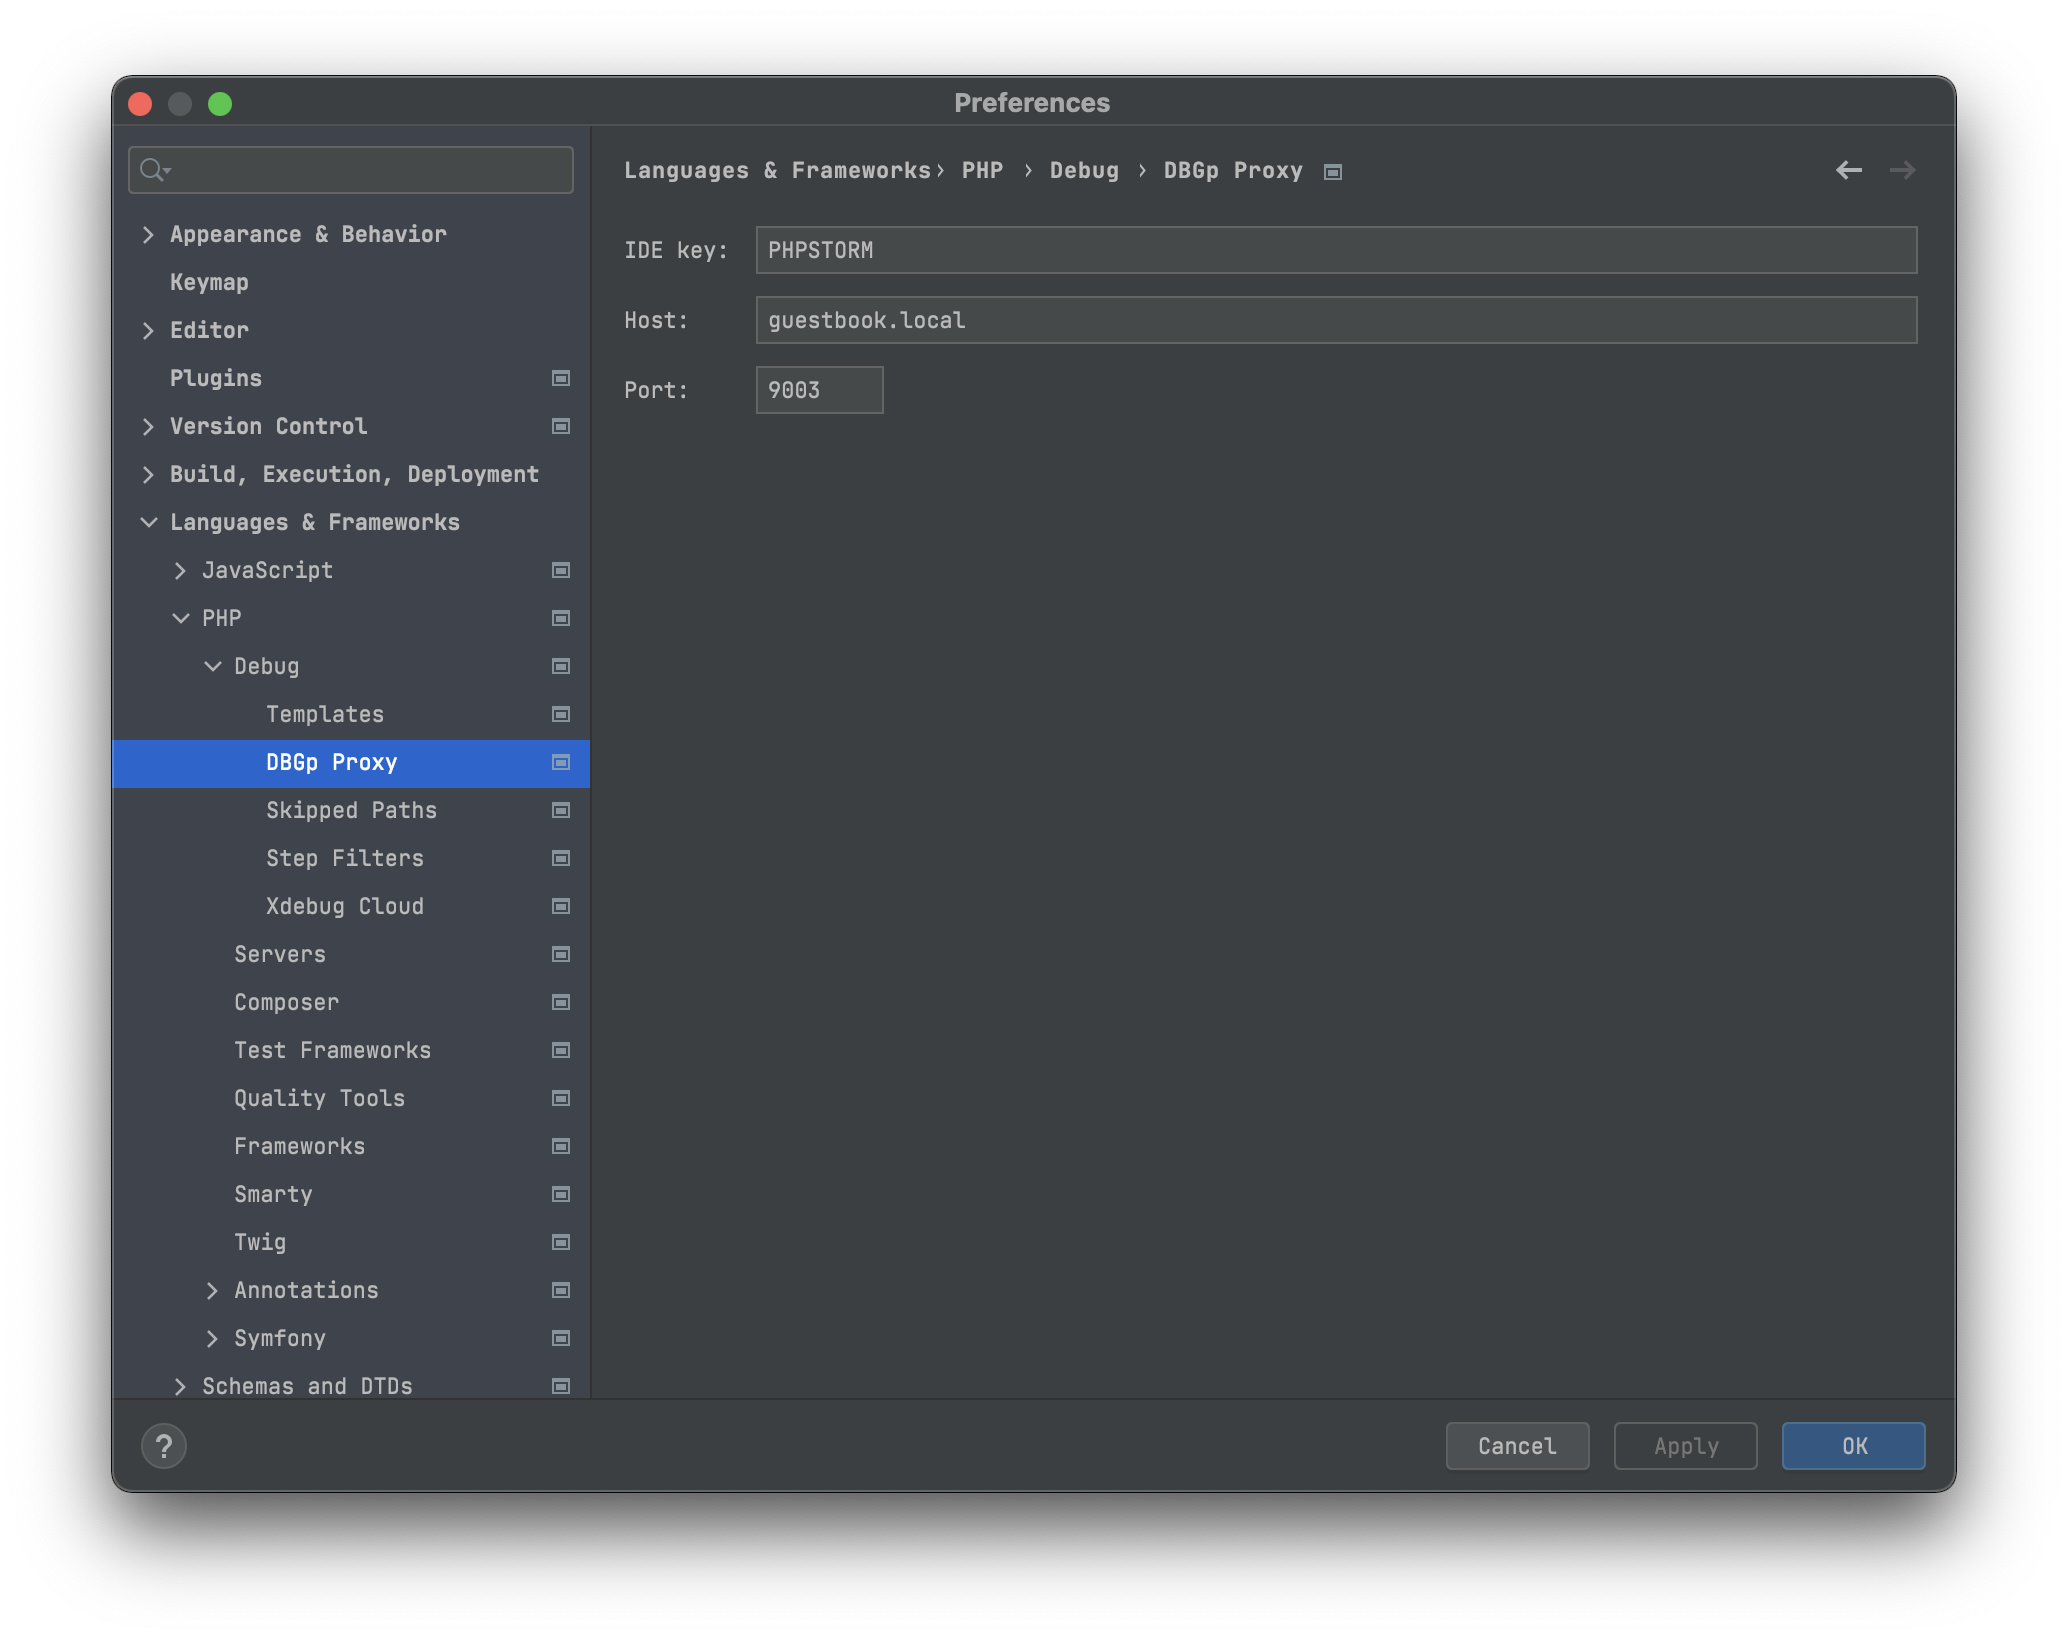 Preferences
Appearance & Behavior
Keymap
Editor
Plugins
Version Control
Build, Execution, Deployment
Languages & Frameworks
JavaScript
PHP
Debug
Templates
DBGp Proxy
Skipped Paths
Step Filters
Xdebug Cloud
Servers
Composer
Test Frameworks
Quality Tools
Frameworks
Smarty
Twig
Annotations
Symfony
Schemas and DTDs
Languages & Frameworks › PHP › Debug › DBGp Proxy
IDE key: PHPSTORM
Host: guestbook.local
Port: 9003
?
Cancel
Apply
OK